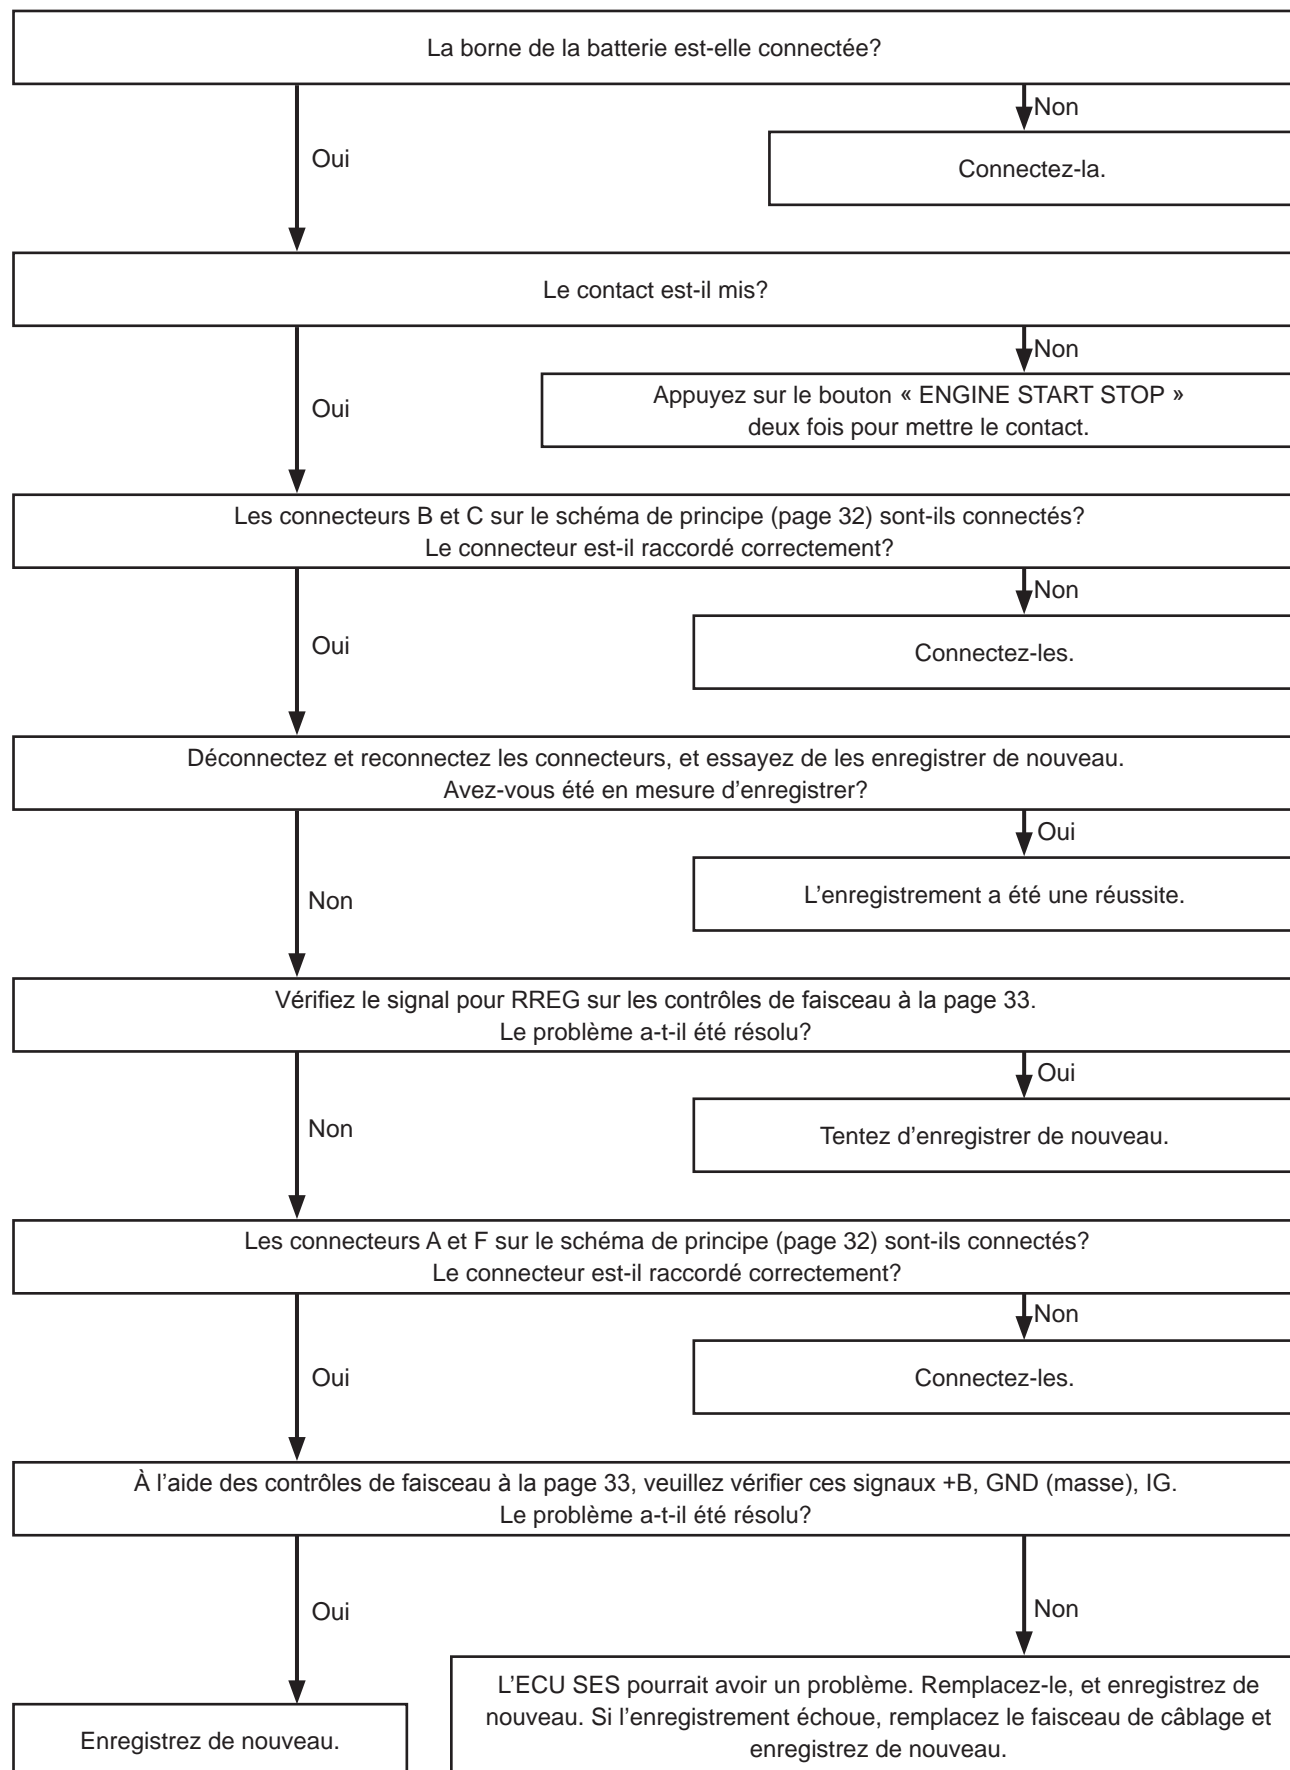 La borne de la batterie est-elle connectée?
Non
Oui
Connectez-la.
Le contact est-il mis?
Non
Oui
Appuyez sur le bouton « ENGINE START STOP »
deux fois pour mettre le contact.
Les connecteurs B et C sur le schéma de principe (page 32) sont-ils connectés?
Le connecteur est-il raccordé correctement?
Non
Oui
Connectez-les.
Déconnectez et reconnectez les connecteurs, et essayez de les enregistrer de nouveau.
Avez-vous été en mesure d’enregistrer?
Oui
Non
L’enregistrement a été une réussite.
Vérifiez le signal pour RREG sur les contrôles de faisceau à la page 33.
Le problème a-t-il été résolu?
Oui
Non
Tentez d’enregistrer de nouveau.
Les connecteurs A et F sur le schéma de principe (page 32) sont-ils connectés?
Le connecteur est-il raccordé correctement?
Non
Oui
Connectez-les.
À l’aide des contrôles de faisceau à la page 33, veuillez vérifier ces signaux +B, GND (masse), IG.
Le problème a-t-il été résolu?
Oui
Non
L’ECU SES pourrait avoir un problème. Remplacez-le, et enregistrez de
nouveau. Si l’enregistrement échoue, remplacez le faisceau de câblage et
enregistrez de nouveau.
Enregistrez de nouveau.